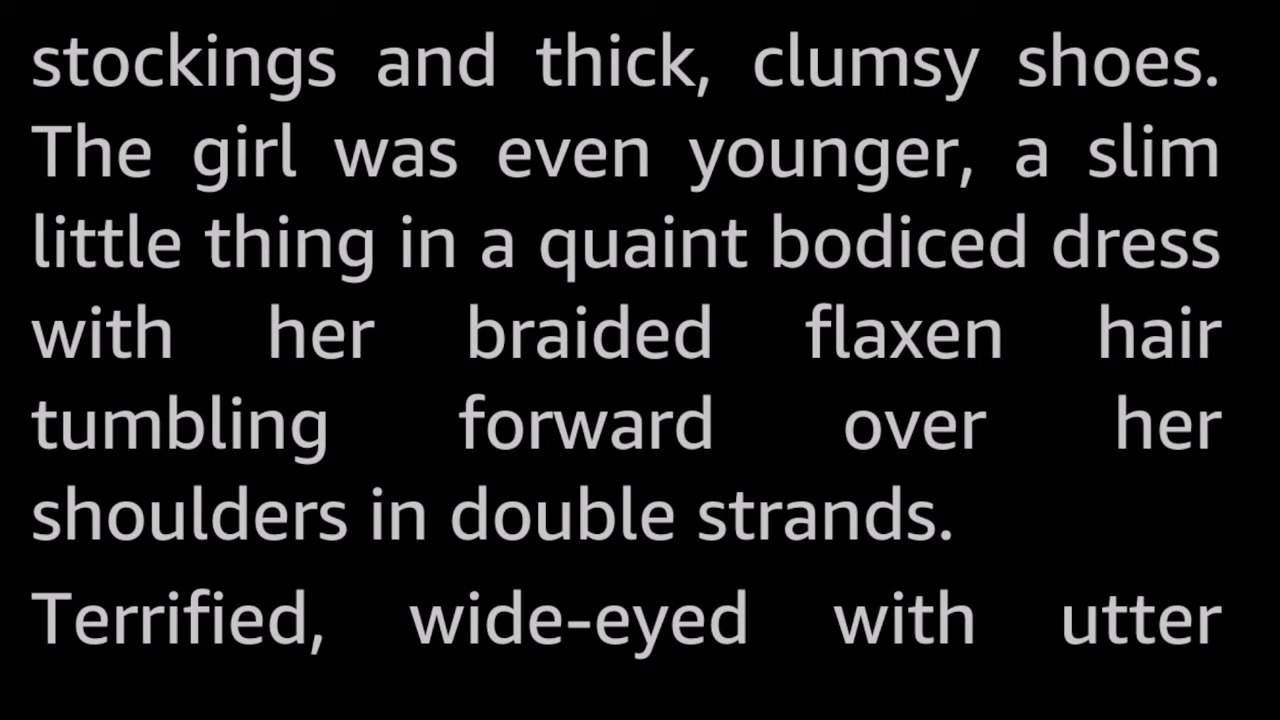 stockings and thick, clumsy shoes.
The girl was even younger, a slim
little thing in a quaint bodiced dress
with her braided flaxen hair
tumbling forward over her
shoulders in double strands.
Terrified, wide-eyed with utter